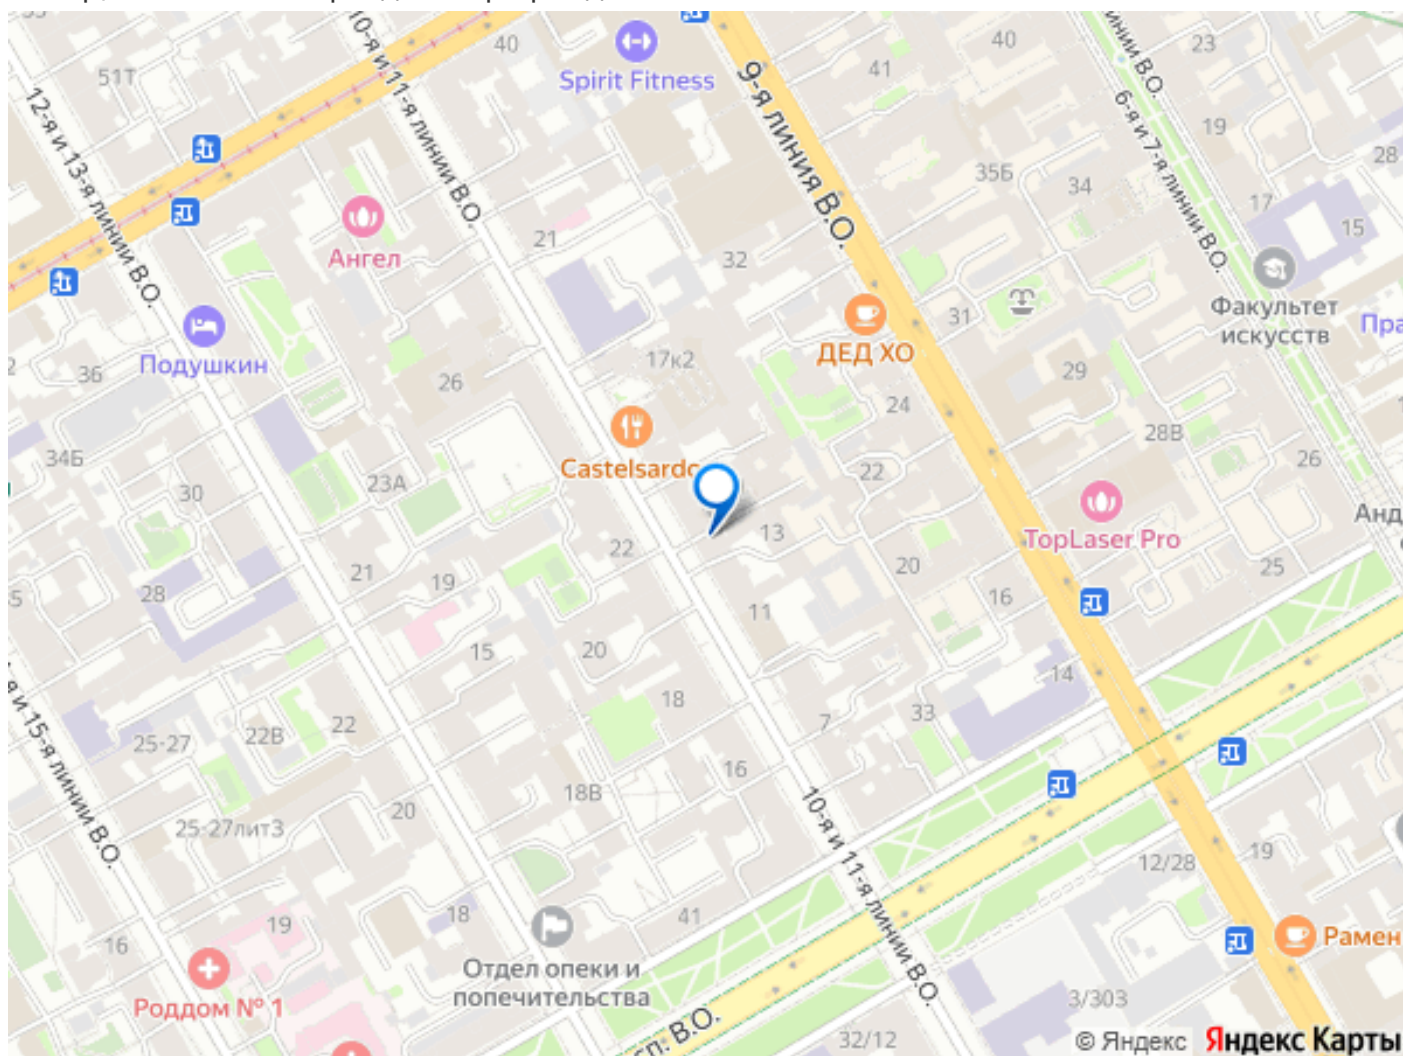 40
40
23
Spirit Fitness
41
51Т
10-я и 11-я линии В.О.
9-я линия В.О.
ЛИНИИ В.О.
6-я и 7-я линии В.О.
12-я и 13-я линии В.О.
19
28
35Б
34
17
15
21
Ангел
32
31
Факультет
искусств
Пра
ДЕД ХО
Подушкин
36
26
17к2
29
24
28В
26
Castelsardo
34Б
30
23А
22
Анд
TopLaser Pro
13
22
20
25
21
19
28
16
11
15
20
14
18
7
33
22
25-27
22В
16
18В
20
25-27лит3
я и 15-я линии В.О.
10-я и 11-я линии В.О.
12/28
19
41
18
19
16
Рамен
Отдел опеки и
попечительства
Роддом № 1
3/303
сп. В.О.
32/12
© Яндекс Яндекс Карты